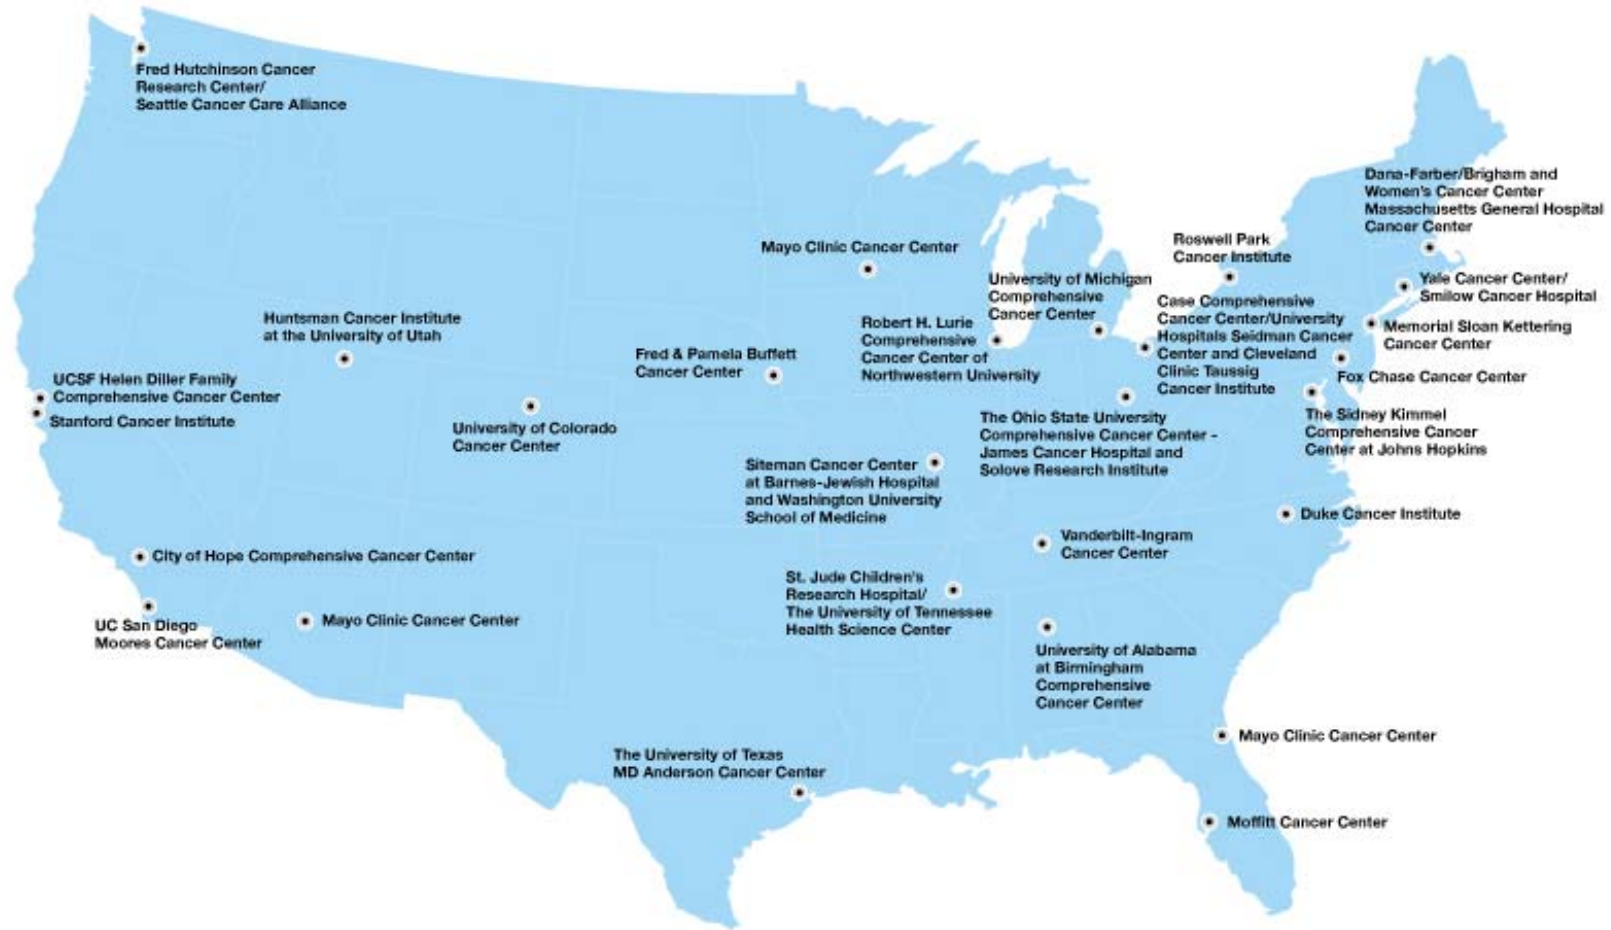 Fred Hutchinson Cancer
Research Center/
Seattle Cancer Care Alliance
Dana-Farber/Brigham and
Women's Cancer Center
Massachusetts General Hospital
Cancer Center
Roswell Park
Cancer Institute
Mayo Clinic Cancer Center
University of Michigan
Comprehensive
Cancer Center
Yale Cancer Center/
Smilow Cancer Hospital
Case Comprehensive
Cancer Center/University
Hospitals Seidman Cancer
Center and Cleveland
Clinic Taussig
Cancer Institute
Huntsman Cancer Institute
at the University of Utah
Robert H. Lurie
Comprehensive
Cancer Center of
Northwestern University
Memorial Sloan Kettering
Cancer Center
Fred & Pamela Buffett
Cancer Center
Fox Chase Cancer Center
UCSF Helen Diller Family
Comprehensive Cancer Center
Stanford Cancer Institute
University of Colorado
Cancer Center
The Ohio State University
Comprehensive Cancer Center -
James Cancer Hospital and
Solove Research Institute
The Sidney Kimmel
Comprehensive Cancer
Center at Johns Hopkins
Siteman Cancer Center
at Barnes-Jewish Hospital
and Washington University
School of Medicine
Duke Cancer Institute
Vanderbilt-Ingram
Cancer Center
City of Hope Comprehensive Cancer Center
St. Jude Children's
Research Hospital/
The University of Tennessee
Health Science Center
UC San Diego
Moores Cancer Center
Mayo Clinic Cancer Center
University of Alabama
at Birmingham
Comprehensive
Cancer Center
Mayo Clinic Cancer Center
The University of Texas
MD Anderson Cancer Center
Moffitt Cancer Center